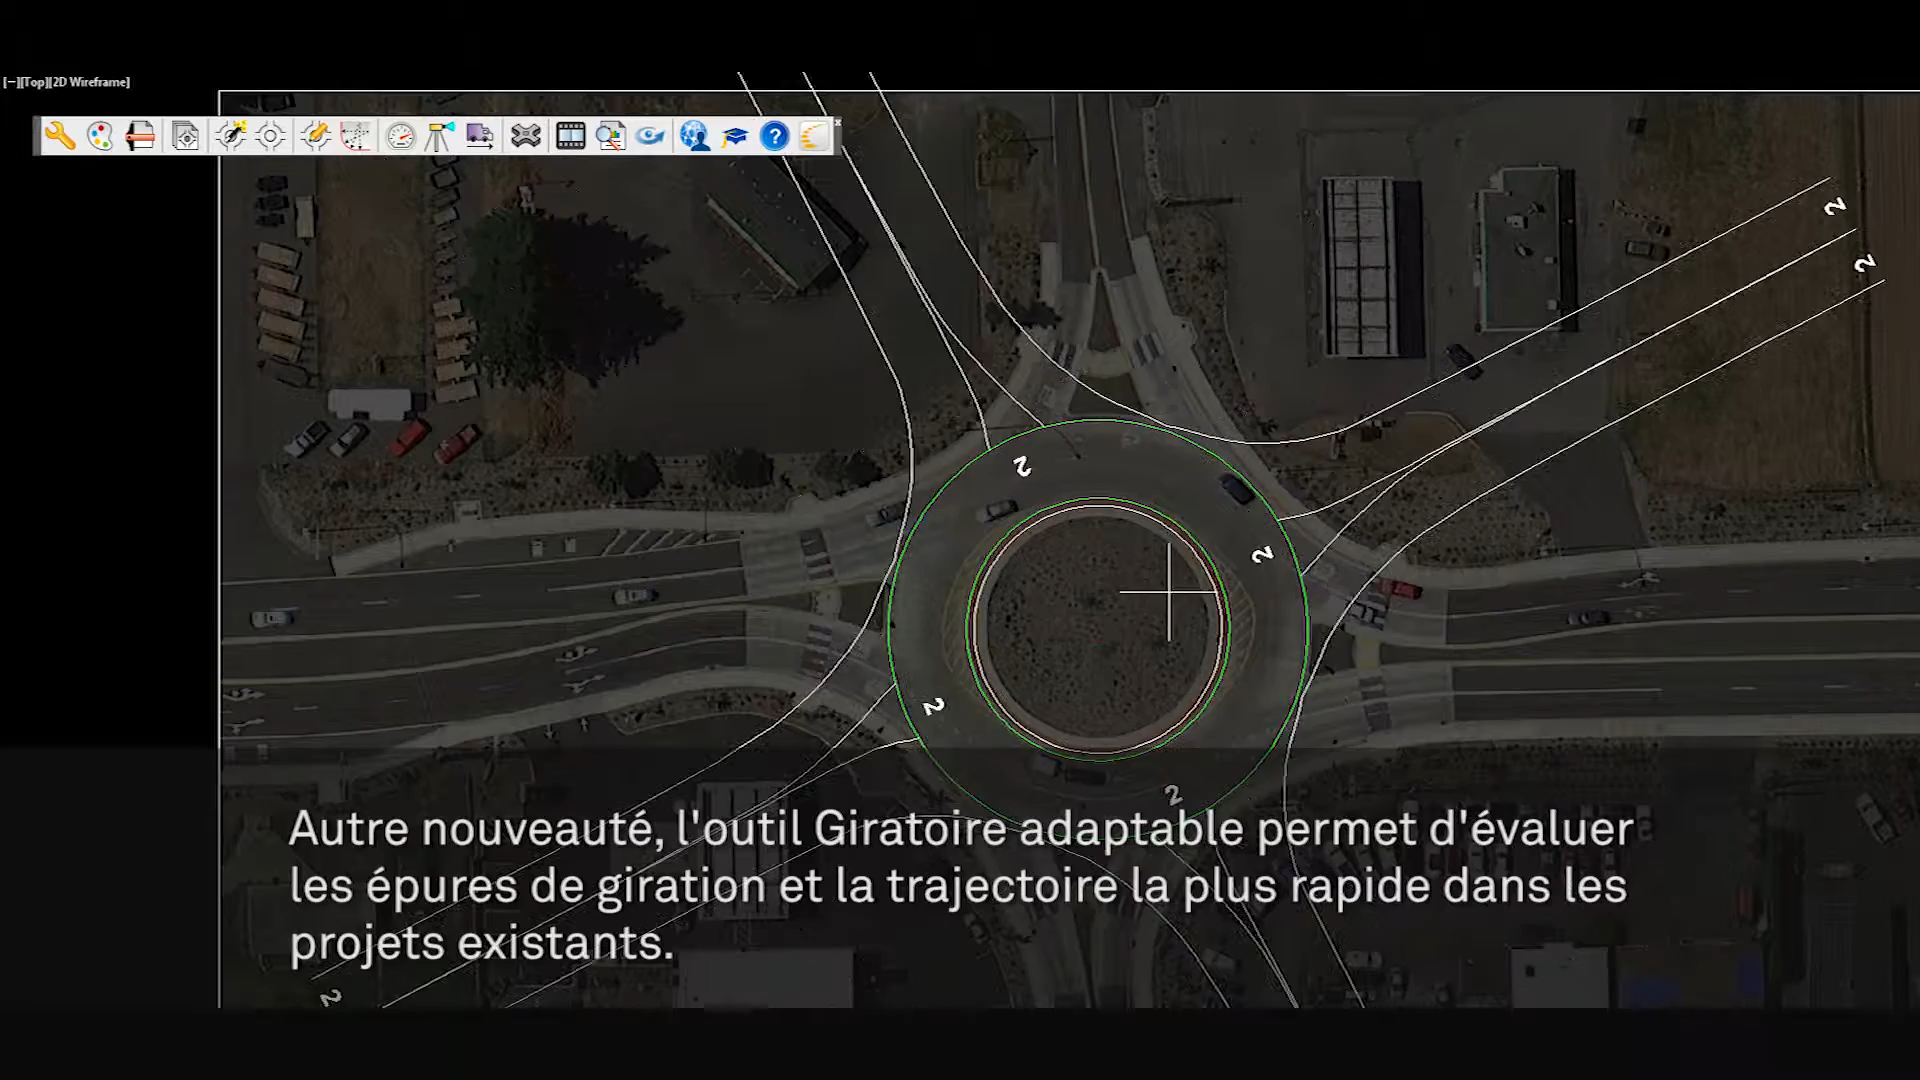 [−][Top][2D Wireframe]
?
2
2
2
2
2
2
Autre nouveauté, l'outil Giratoire adaptable permet d'évaluer
les épures de giration et la trajectoire la plus rapide dans les
projets existants.
2